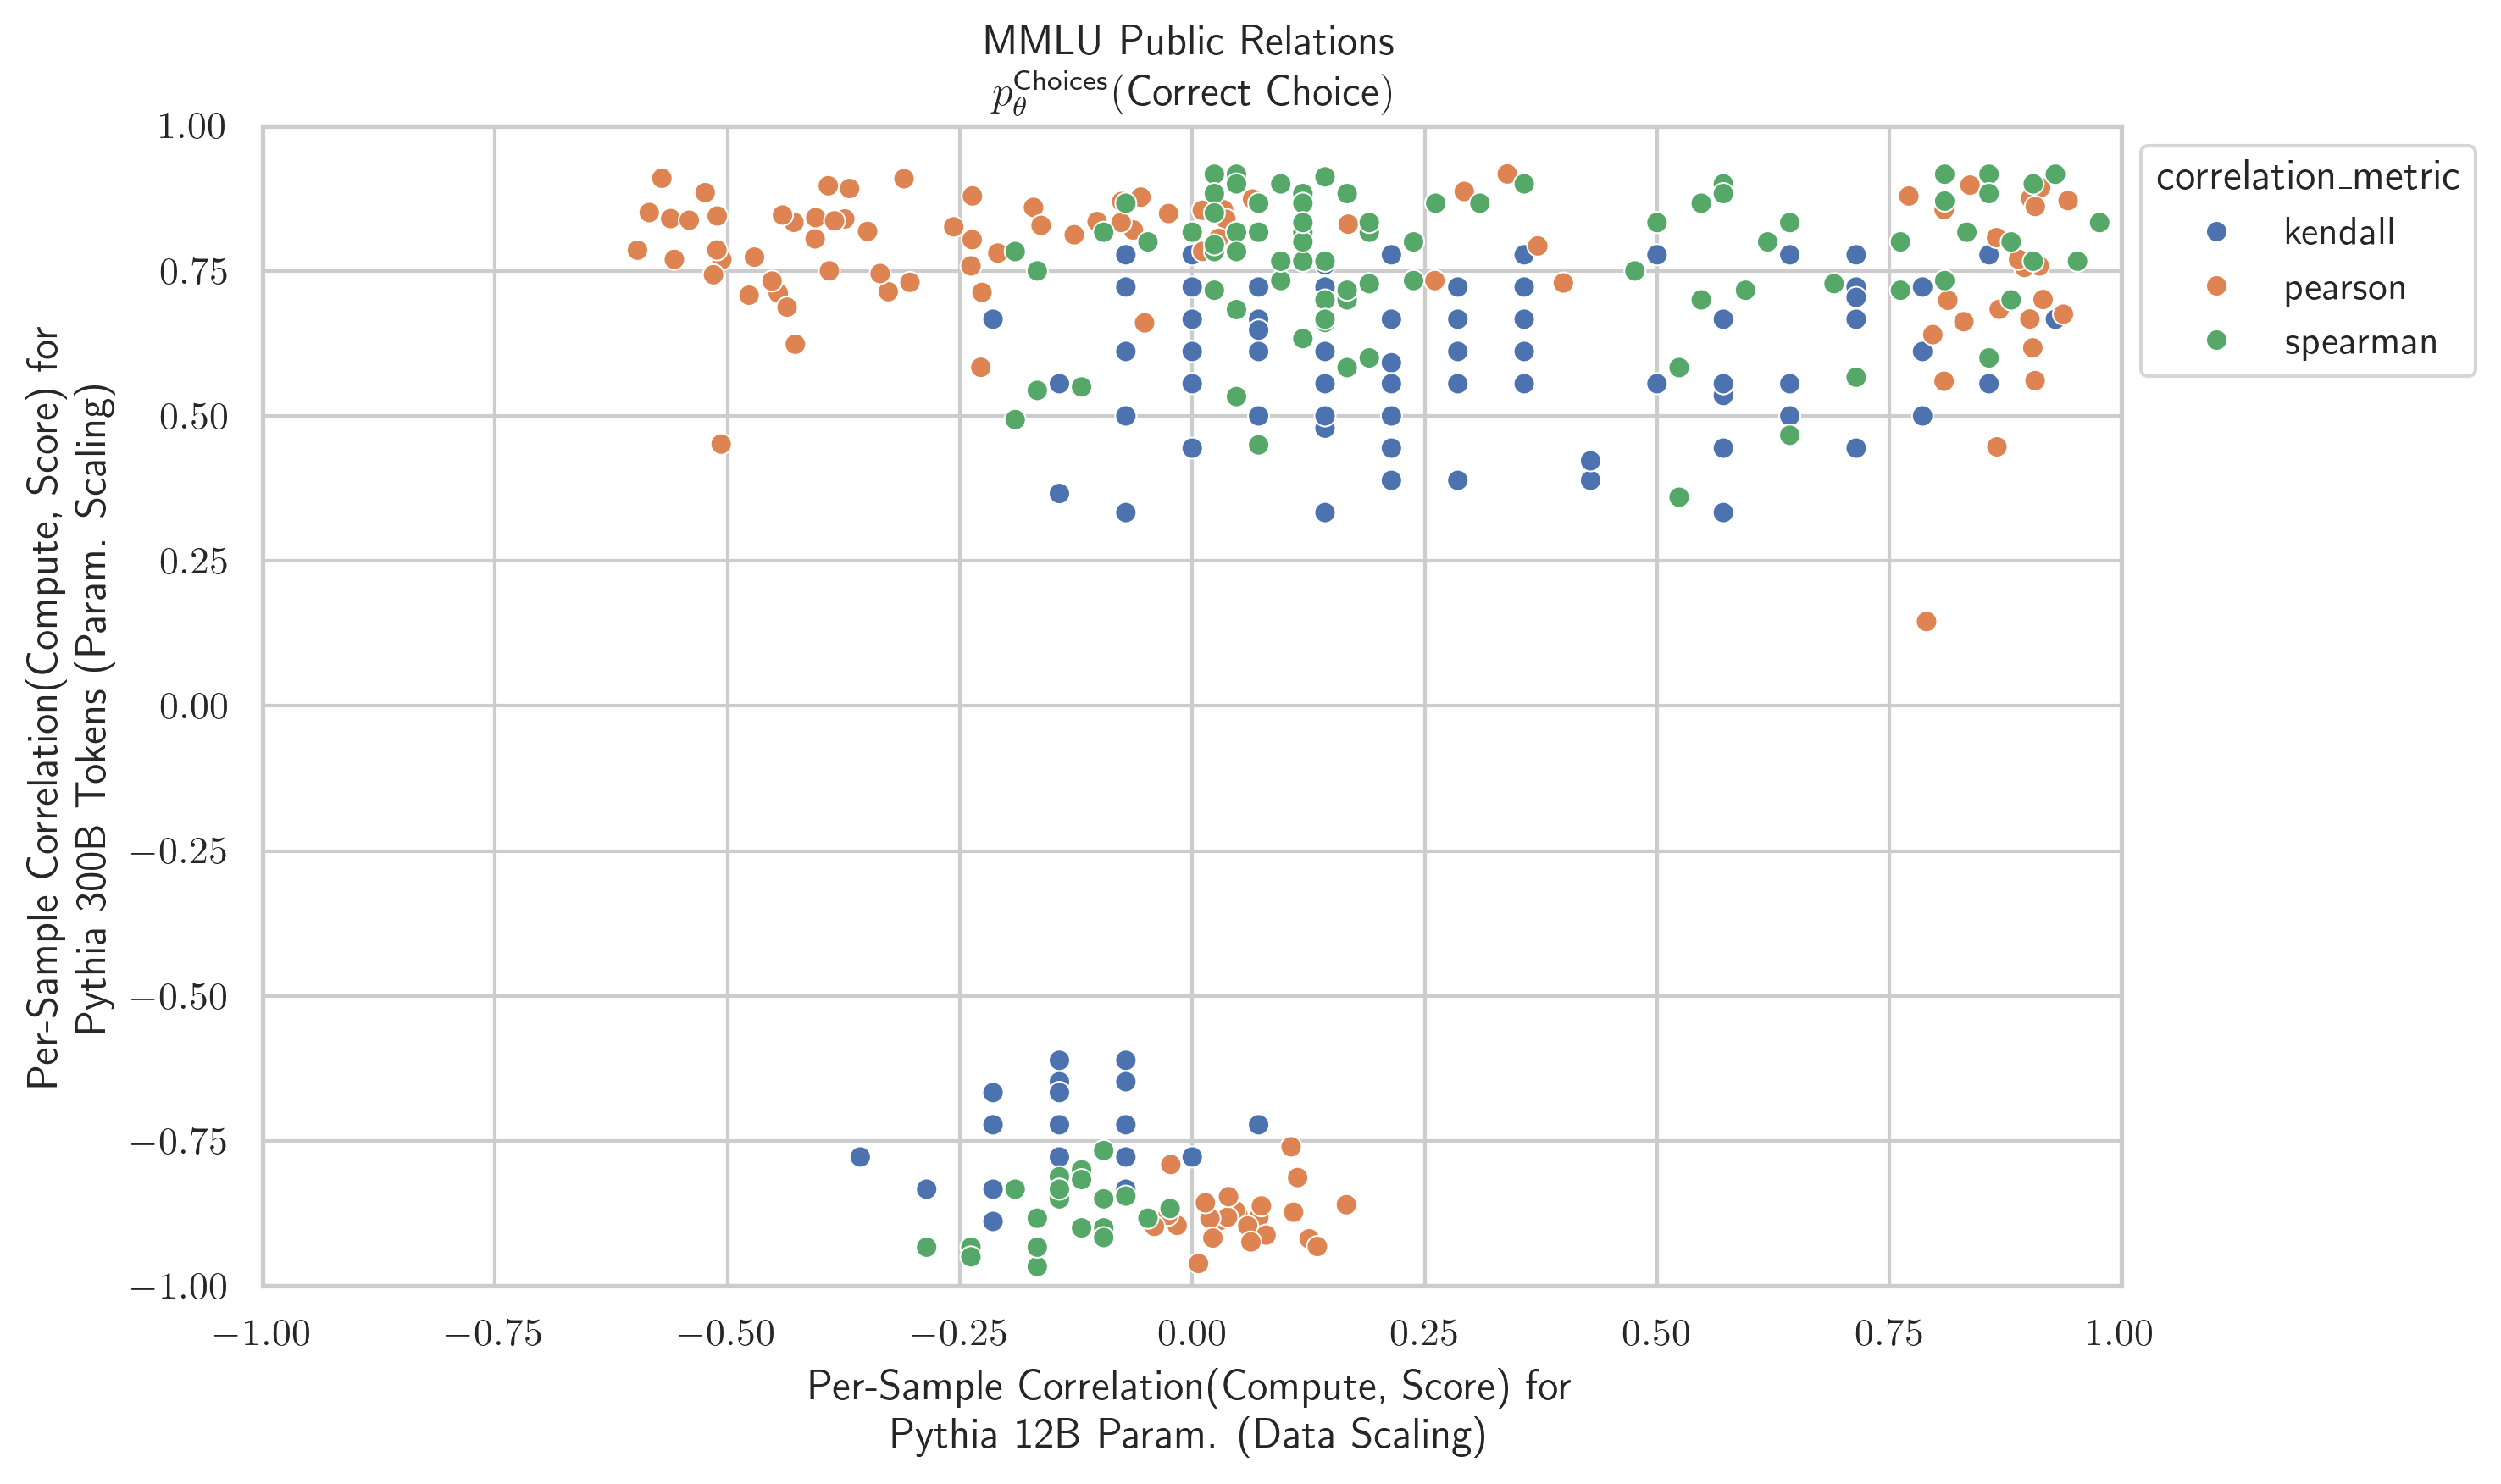 MMLU Public Relations
p_θ^Choices(Correct Choice)
1.00
0.75
0.50
0.25
0.00
−0.25
−0.50
−0.75
−1.00
Per-Sample Correlation(Compute, Score) for
Pythia 300B Tokens (Param. Scaling)
−1.00 −0.75 −0.50 −0.25 0.00 0.25 0.50 0.75 1.00
Per-Sample Correlation(Compute, Score) for
Pythia 12B Param. (Data Scaling)
correlation_metric
kendall
pearson
spearman